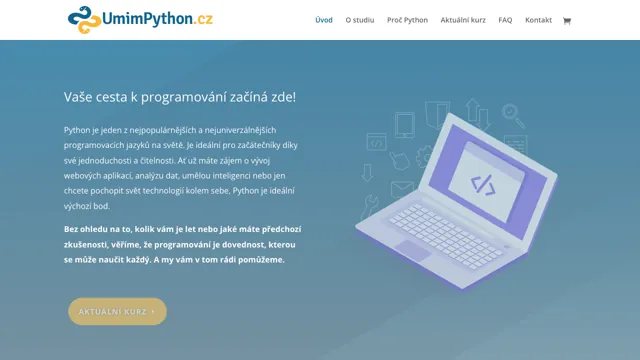 UmimPython.cz
Úvod
O studiu
Proč Python
Aktuální kurz
FAQ
Kontakt
Vaše cesta k programování začíná zde!
Python je jeden z nejpopulárnějších a nejuniverzálnějších
programovacích jazyků na světě. Je ideální pro začátečníky díky
své jednoduchosti a čitelnosti. Ať už máte zájem o vývoj
webových aplikací, analýzu dat, umělou inteligenci nebo jen
chcete pochopit svět technologií kolem sebe, Python je ideální
výchozí bod.
Bez ohledu na to, kolik vám je let nebo jaké máte předchozí
zkušenosti, věříme, že programování je dovednost, kterou
se může naučit každý. A my vám v tom rádi pomůžeme.
AKTUÁLNÍ KURZ